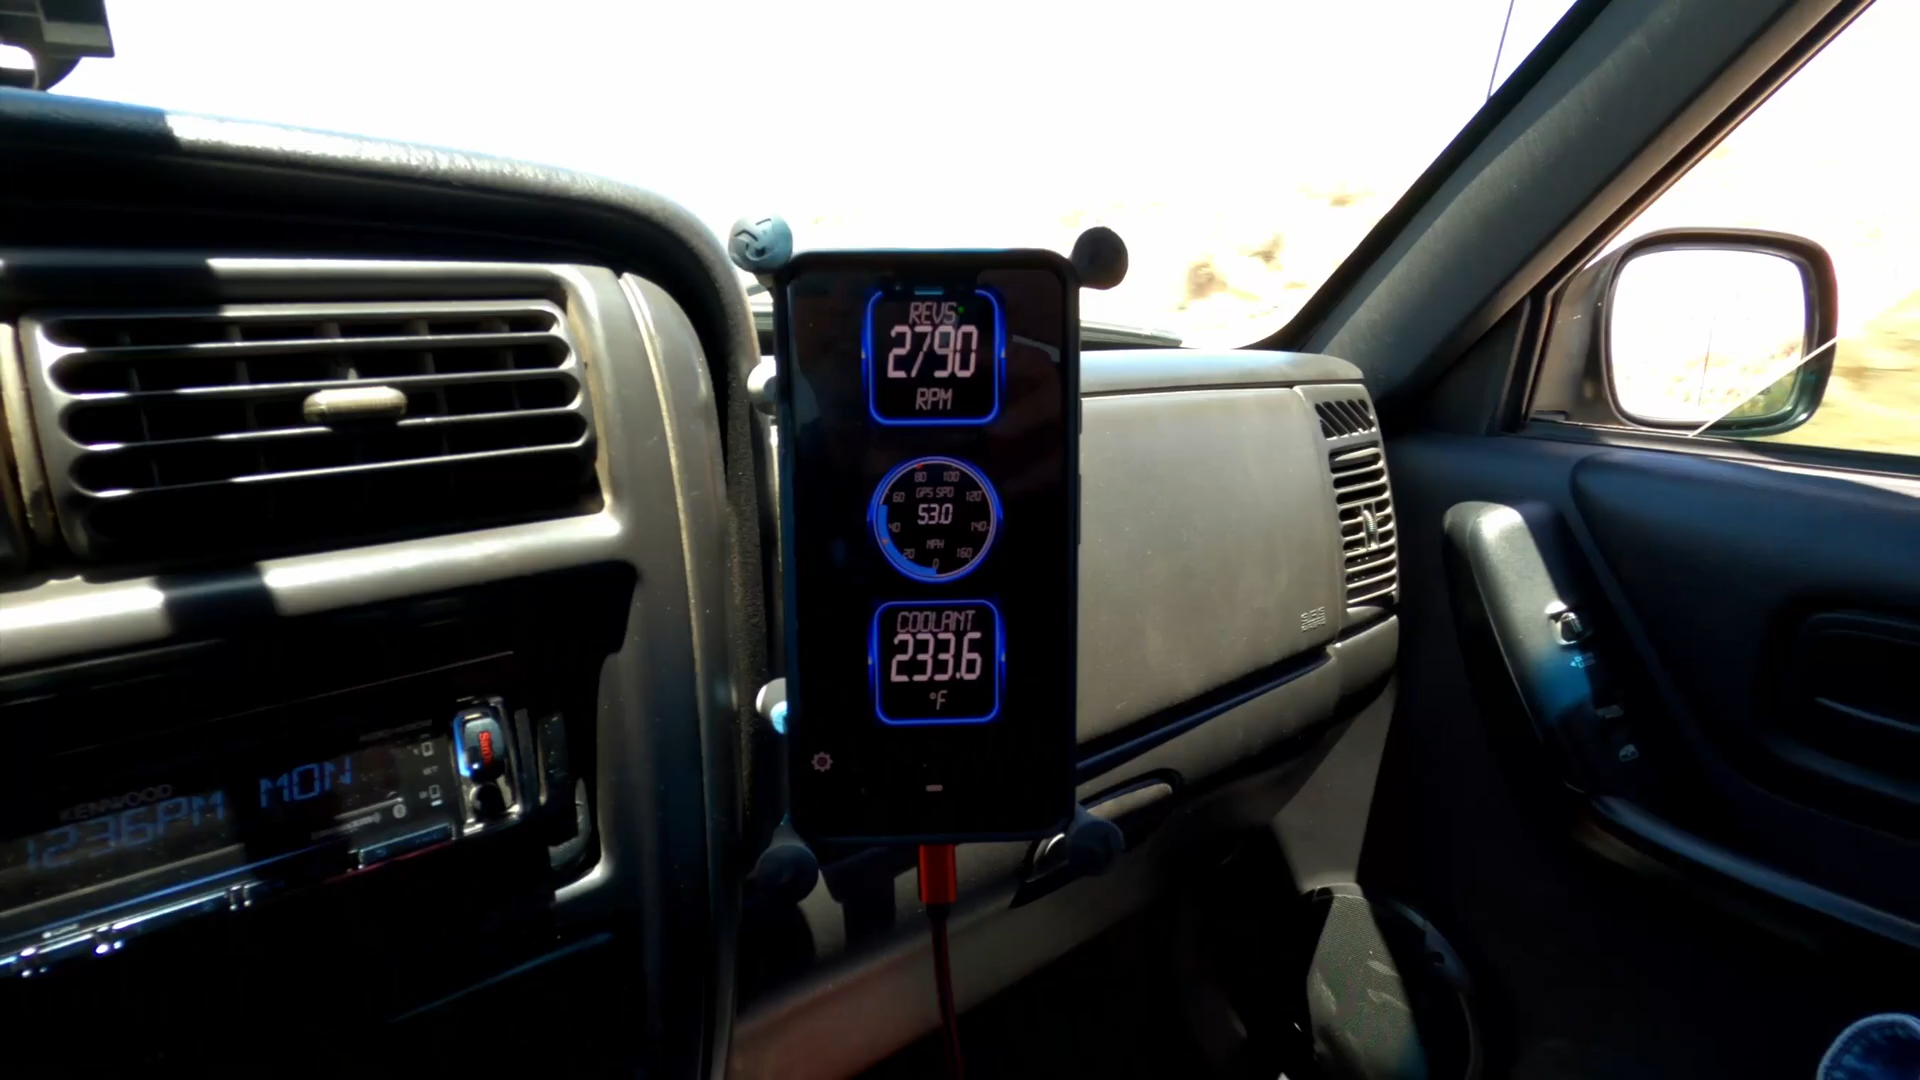 REVS
2790
RPM
80 100
60 GPS SPD 120
53.0
40 140
MPH
20 160
0
COOLANT
233.6
°F
KENWOOD
12:36PM MON
San